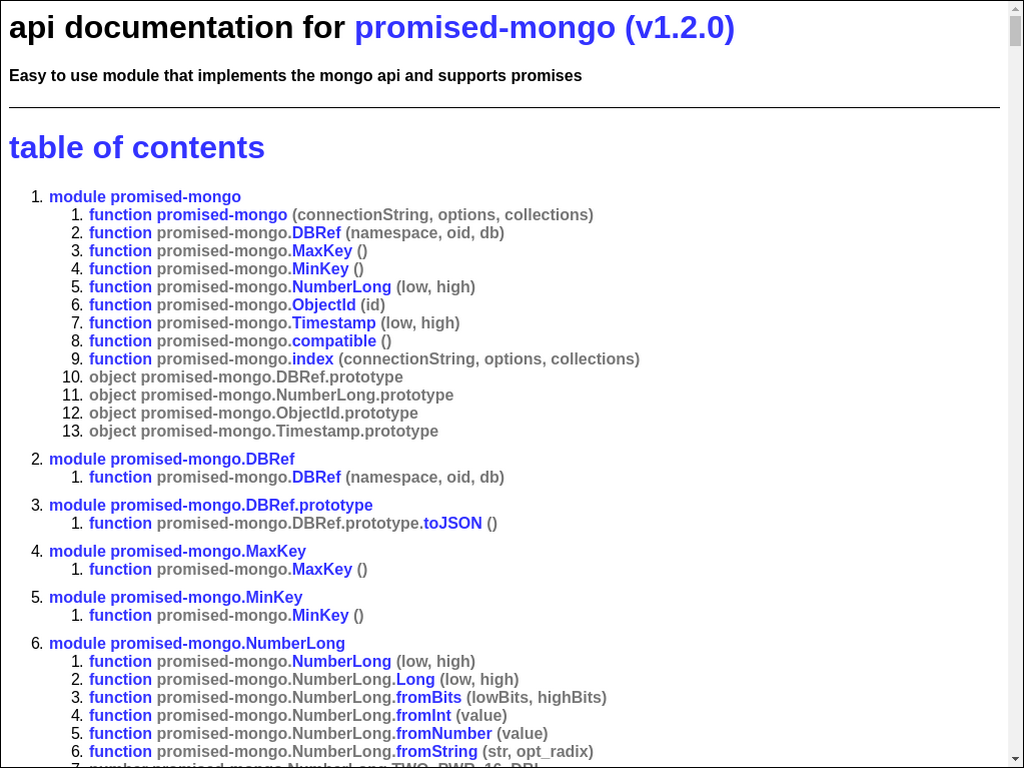 api documentation for promised-mongo (v1.2.0)
Easy to use module that implements the mongo api and supports promises
table of contents
1. module promised-mongo
1. function promised-mongo (connectionString, options, collections)
2. function promised-mongo.DBRef (namespace, oid, db)
3. function promised-mongo.MaxKey ()
4. function promised-mongo.MinKey ()
5. function promised-mongo.NumberLong (low, high)
6. function promised-mongo.ObjectId (id)
7. function promised-mongo.Timestamp (low, high)
8. function promised-mongo.compatible ()
9. function promised-mongo.index (connectionString, options, collections)
10. object promised-mongo.DBRef.prototype
11. object promised-mongo.NumberLong.prototype
12. object promised-mongo.ObjectId.prototype
13. object promised-mongo.Timestamp.prototype
2. module promised-mongo.DBRef
1. function promised-mongo.DBRef (namespace, oid, db)
3. module promised-mongo.DBRef.prototype
1. function promised-mongo.DBRef.prototype.toJSON ()
4. module promised-mongo.MaxKey
1. function promised-mongo.MaxKey ()
5. module promised-mongo.MinKey
1. function promised-mongo.MinKey ()
6. module promised-mongo.NumberLong
1. function promised-mongo.NumberLong (low, high)
2. function promised-mongo.NumberLong.Long (low, high)
3. function promised-mongo.NumberLong.fromBits (lowBits, highBits)
4. function promised-mongo.NumberLong.fromInt (value)
5. function promised-mongo.NumberLong.fromNumber (value)
6. function promised-mongo.NumberLong.fromString (str, opt_radix)
7. number promised-mongo.NumberLong.TWO_PWR_16_DBL